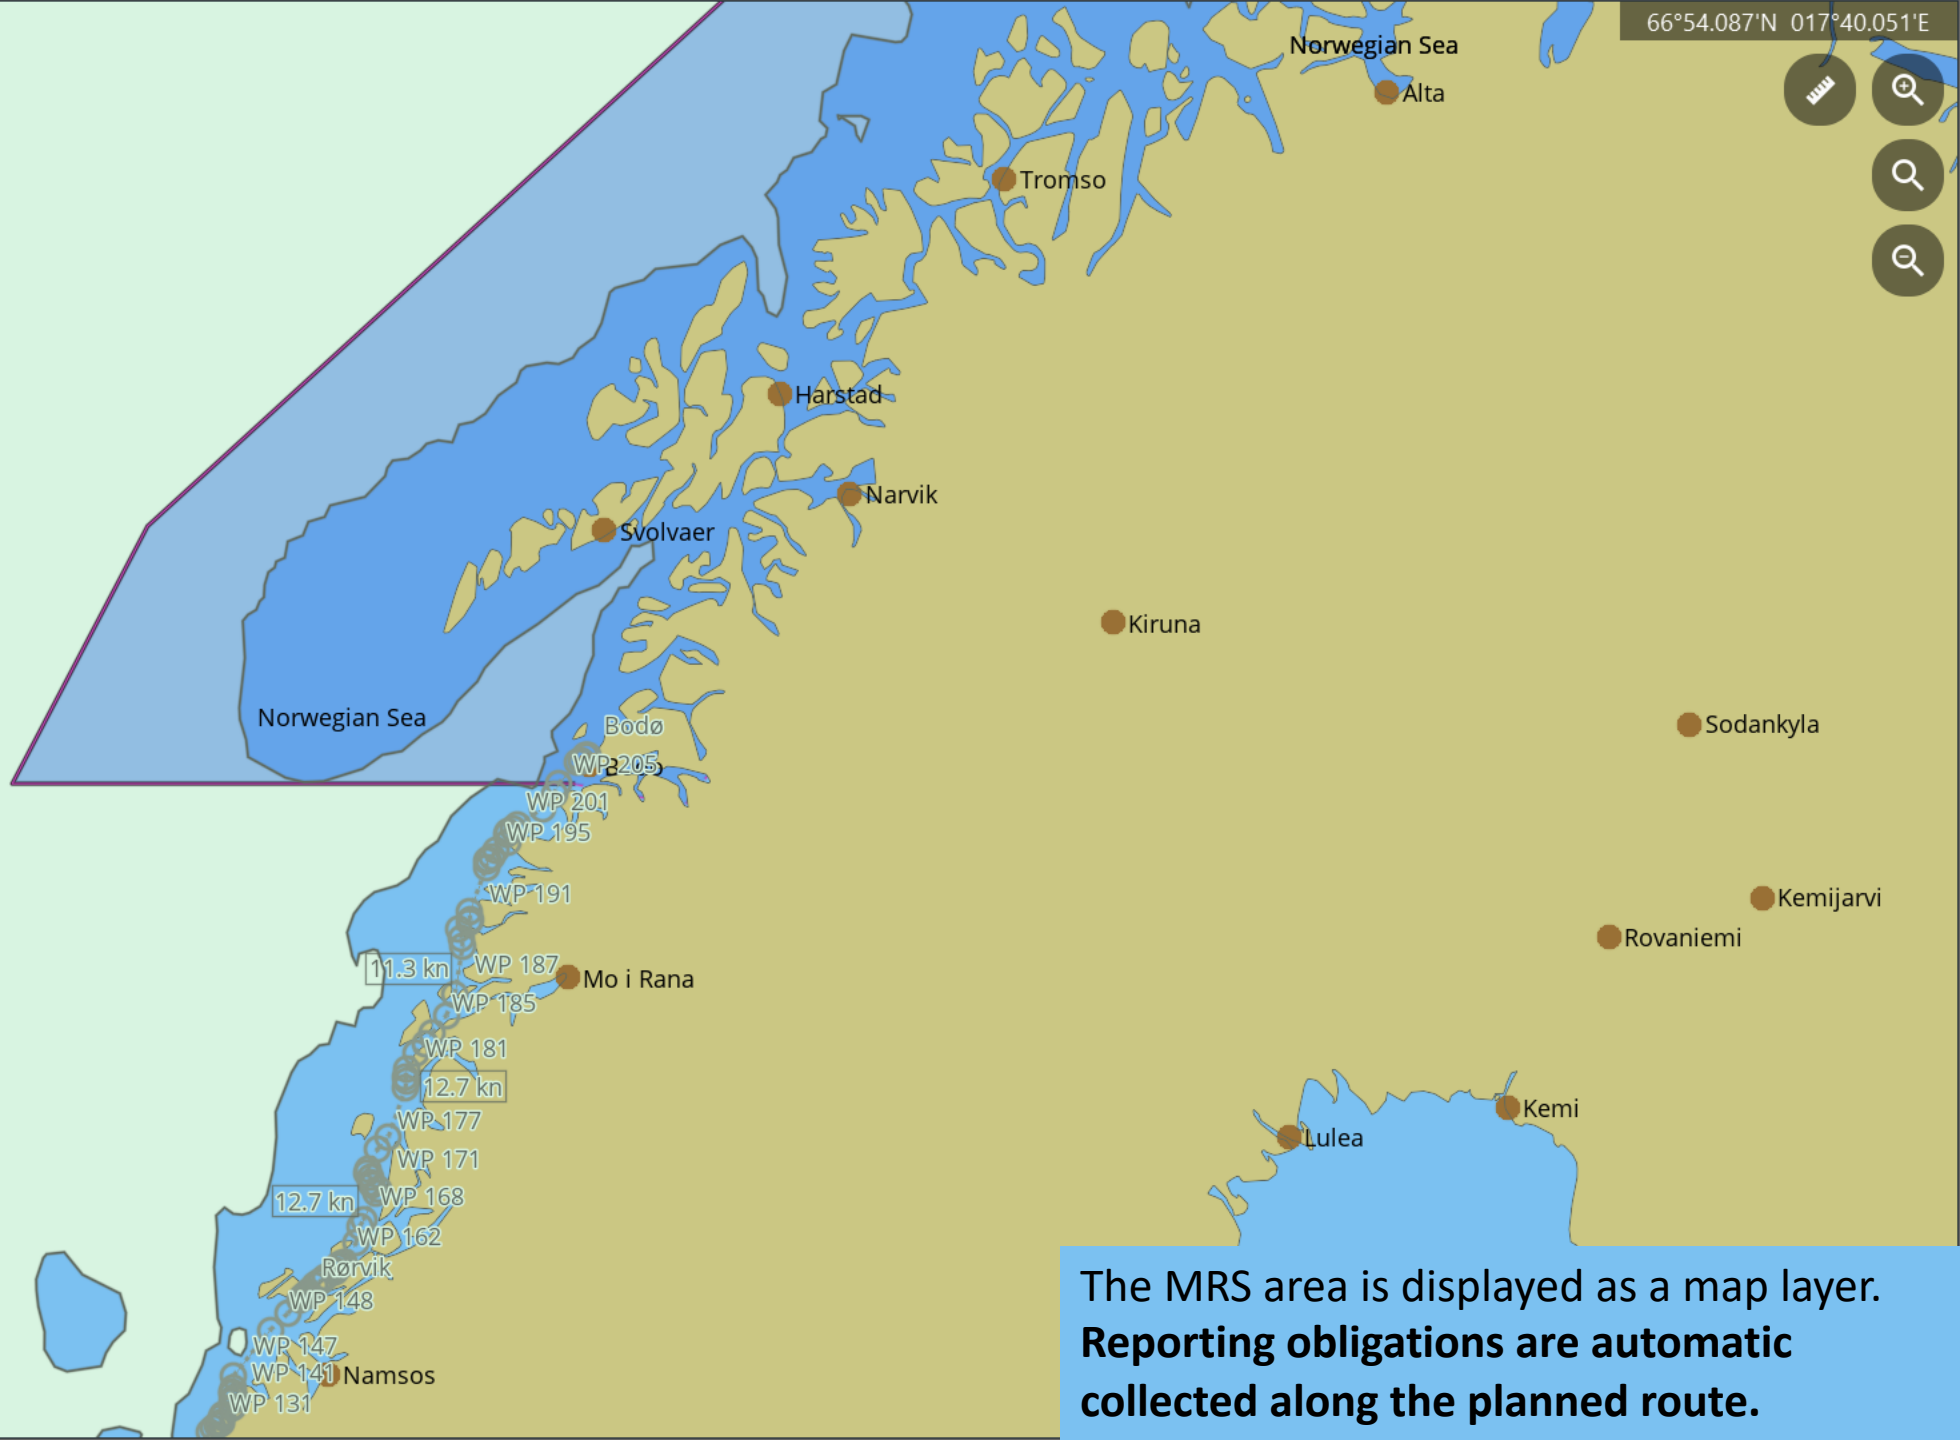 66°54.087'N 017°40.051'E
Norwegian Sea
Alta
Tromso
Harstad
Narvik
Svolvaer
Kiruna
Norwegian Sea
Bodø
Sodankyla
WP 205
WP 201
WP 195
WP 191
Kemijarvi
Rovaniemi
11.3 kn
WP 187
Mo i Rana
WP 185
WP 181
12.7 kn
WP 177
Kemi
Lulea
WP 171
12.7 kn
WP 168
WP 162
Rørvik
WP 148
WP 147
WP 141
Namsos
WP 131
The MRS area is displayed as a map layer.
Reporting obligations are automatic
collected along the planned route.